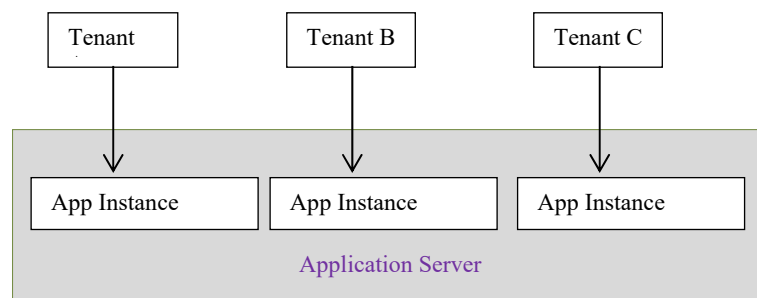 Tenant
Tenant B
Tenant C
App Instance
App Instance
App Instance
Application Server